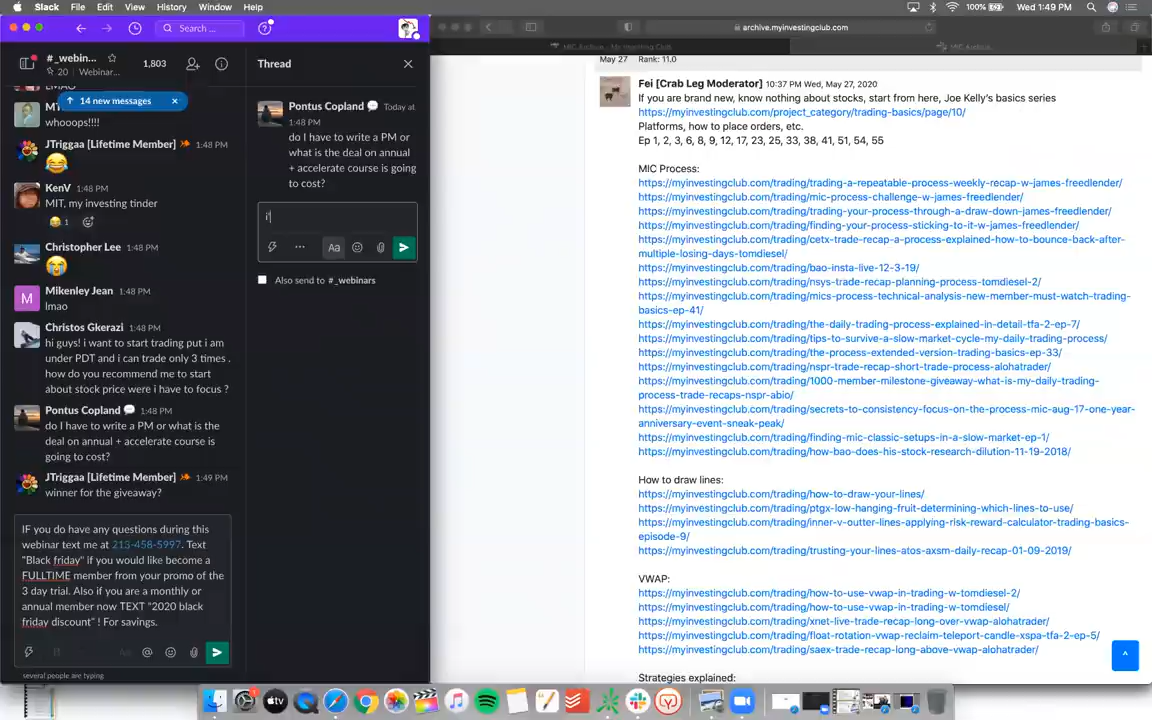 Slack File Edit View History Window Help
100% Wed 1:49 PM
Search ...
archive.myinvestingclub.com
MIC Archive - My Investing Club
MIC Archive
#_webin...
20 Webinar...
1,803
14 new messages
whooops!!!!
JTriggaa [Lifetime Member] 1:48 PM
KenV 1:48 PM
MIT, my investing tinder
1
Christopher Lee 1:48 PM
M
Mikenley Jean 1:48 PM
lmao
Christos Gkerazi 1:48 PM
hi guys! i want to start trading put i am
under PDT and i can trade only 3 times .
how do you recommend me to start
about stock price were i have to focus ?
Pontus Copland 1:48 PM
do I have to write a PM or what is the
deal on annual + accelerate course is
going to cost?
JTriggaa [Lifetime Member] 1:49 PM
winner for the giveaway?
IF you do have any questions during this
webinar text me at 213-458-5997. Text
"Black friday" if you would like become a
FULLTIME member from your promo of the
3 day trial. Also if you are a monthly or
annual member now TEXT "2020 black
friday discount" ! For savings.
Aa
several people are typing
Thread
Pontus Copland Today at
1:48 PM
do I have to write a PM or
what is the deal on annual
+ accelerate course is going
to cost?
i'
Aa
Also send to #_webinars
May 27 Rank: 11.0
Fei [Crab Leg Moderator] 10:37 PM Wed, May 27, 2020
If you are brand new, know nothing about stocks, start from here, Joe Kelly's basics series
https://myinvestingclub.com/project_category/trading-basics/page/10/
Platforms, how to place orders, etc.
Ep 1, 2, 3, 6, 8, 9, 12, 17, 23, 25, 33, 38, 41, 51, 54, 55
MIC Process:
https://myinvestingclub.com/trading/trading-a-repeatable-process-weekly-recap-w-james-freedlender/
https://myinvestingclub.com/trading/mic-process-challenge-w-james-freedlender/
https://myinvestingclub.com/trading/trading-your-process-through-a-draw-down-james-freedlender/
https://myinvestingclub.com/trading/finding-your-process-sticking-to-it-w-james-freedlender/
https://myinvestingclub.com/trading/cetx-trade-recap-a-process-explained-how-to-bounce-back-after-
multiple-losing-days-tomdiesel/
https://myinvestingclub.com/trading/bao-insta-live-12-3-19/
https://myinvestingclub.com/trading/nsys-trade-recap-planning-process-tomdiesel-2/
https://myinvestingclub.com/trading/mics-process-technical-analysis-new-member-must-watch-trading-
basics-ep-41/
https://myinvestingclub.com/trading/the-daily-trading-process-explained-in-detail-tfa-2-ep-7/
https://myinvestingclub.com/trading/tips-to-survive-a-slow-market-cycle-my-daily-trading-process/
https://myinvestingclub.com/trading/the-process-extended-version-trading-basics-ep-33/
https://myinvestingclub.com/trading/nspr-trade-recap-short-trade-process-alohatrader/
https://myinvestingclub.com/trading/1000-member-milestone-giveaway-what-is-my-daily-trading-
process-trade-recaps-nspr-abio/
https://myinvestingclub.com/trading/secrets-to-consistency-focus-on-the-process-mic-aug-17-one-year-
anniversary-event-sneak-peak/
https://myinvestingclub.com/trading/finding-mic-classic-setups-in-a-slow-market-ep-1/
https://myinvestingclub.com/trading/how-bao-does-his-stock-research-dilution-11-19-2018/
How to draw lines:
https://myinvestingclub.com/trading/how-to-draw-your-lines/
https://myinvestingclub.com/trading/ptgx-low-hanging-fruit-determining-which-lines-to-use/
https://myinvestingclub.com/trading/inner-v-outter-lines-applying-risk-reward-calculator-trading-basics-
episode-9/
https://myinvestingclub.com/trading/trusting-your-lines-atos-axsm-daily-recap-01-09-2019/
VWAP:
https://myinvestingclub.com/trading/how-to-use-vwap-in-trading-w-tomdiesel-2/
https://myinvestingclub.com/trading/how-to-use-vwap-in-trading-w-tomdiesel/
https://myinvestingclub.com/trading/xnet-live-trade-recap-long-over-vwap-alohatrader/
https://myinvestingclub.com/trading/float-rotation-vwap-reclaim-teleport-candle-xspa-tfa-2-ep-5/
https://myinvestingclub.com/trading/saex-trade-recap-long-above-vwap-alohatrader/
Strategies explained: